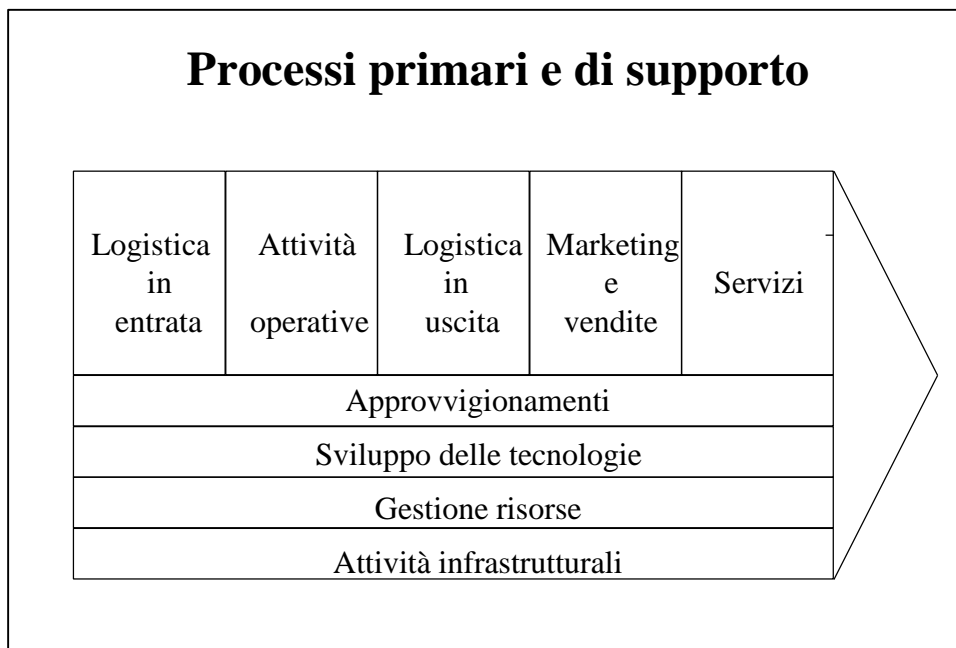 Processi primari e di supporto
Logistica
in
entrata
Attività
operative
Logistica
in
uscita
Marketing
e
vendite
Servizi
Approvvigionamenti
Sviluppo delle tecnologie
Gestione risorse
Attività infrastrutturali